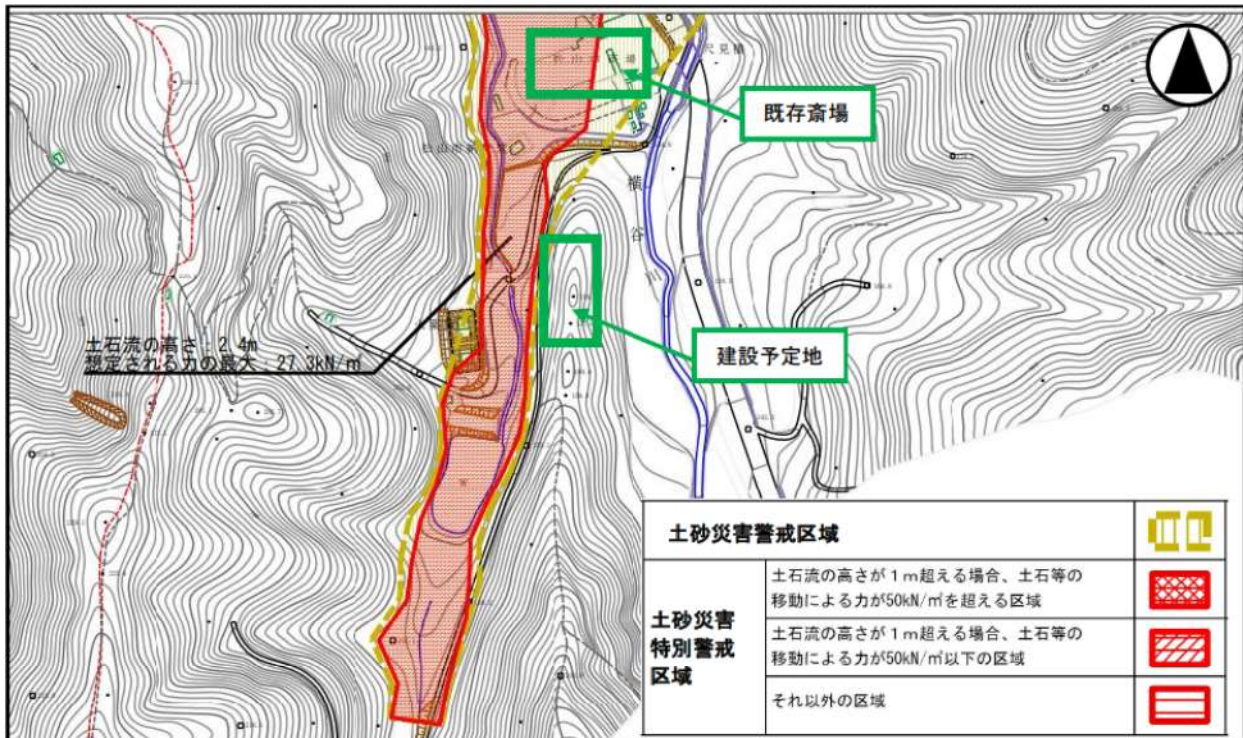 尺見橋
既存斎場
横谷川
土石流の高さ：2.4m
想定される力の最大：27.3kN/㎡
建設予定地
土砂災害警戒区域
土砂災害
特別警戒
区域
土石流の高さが１ｍ超える場合、土石等の
移動による力が50kN/㎡を超える区域
土石流の高さが１ｍ超える場合、土石等の
移動による力が50kN/㎡以下の区域
それ以外の区域